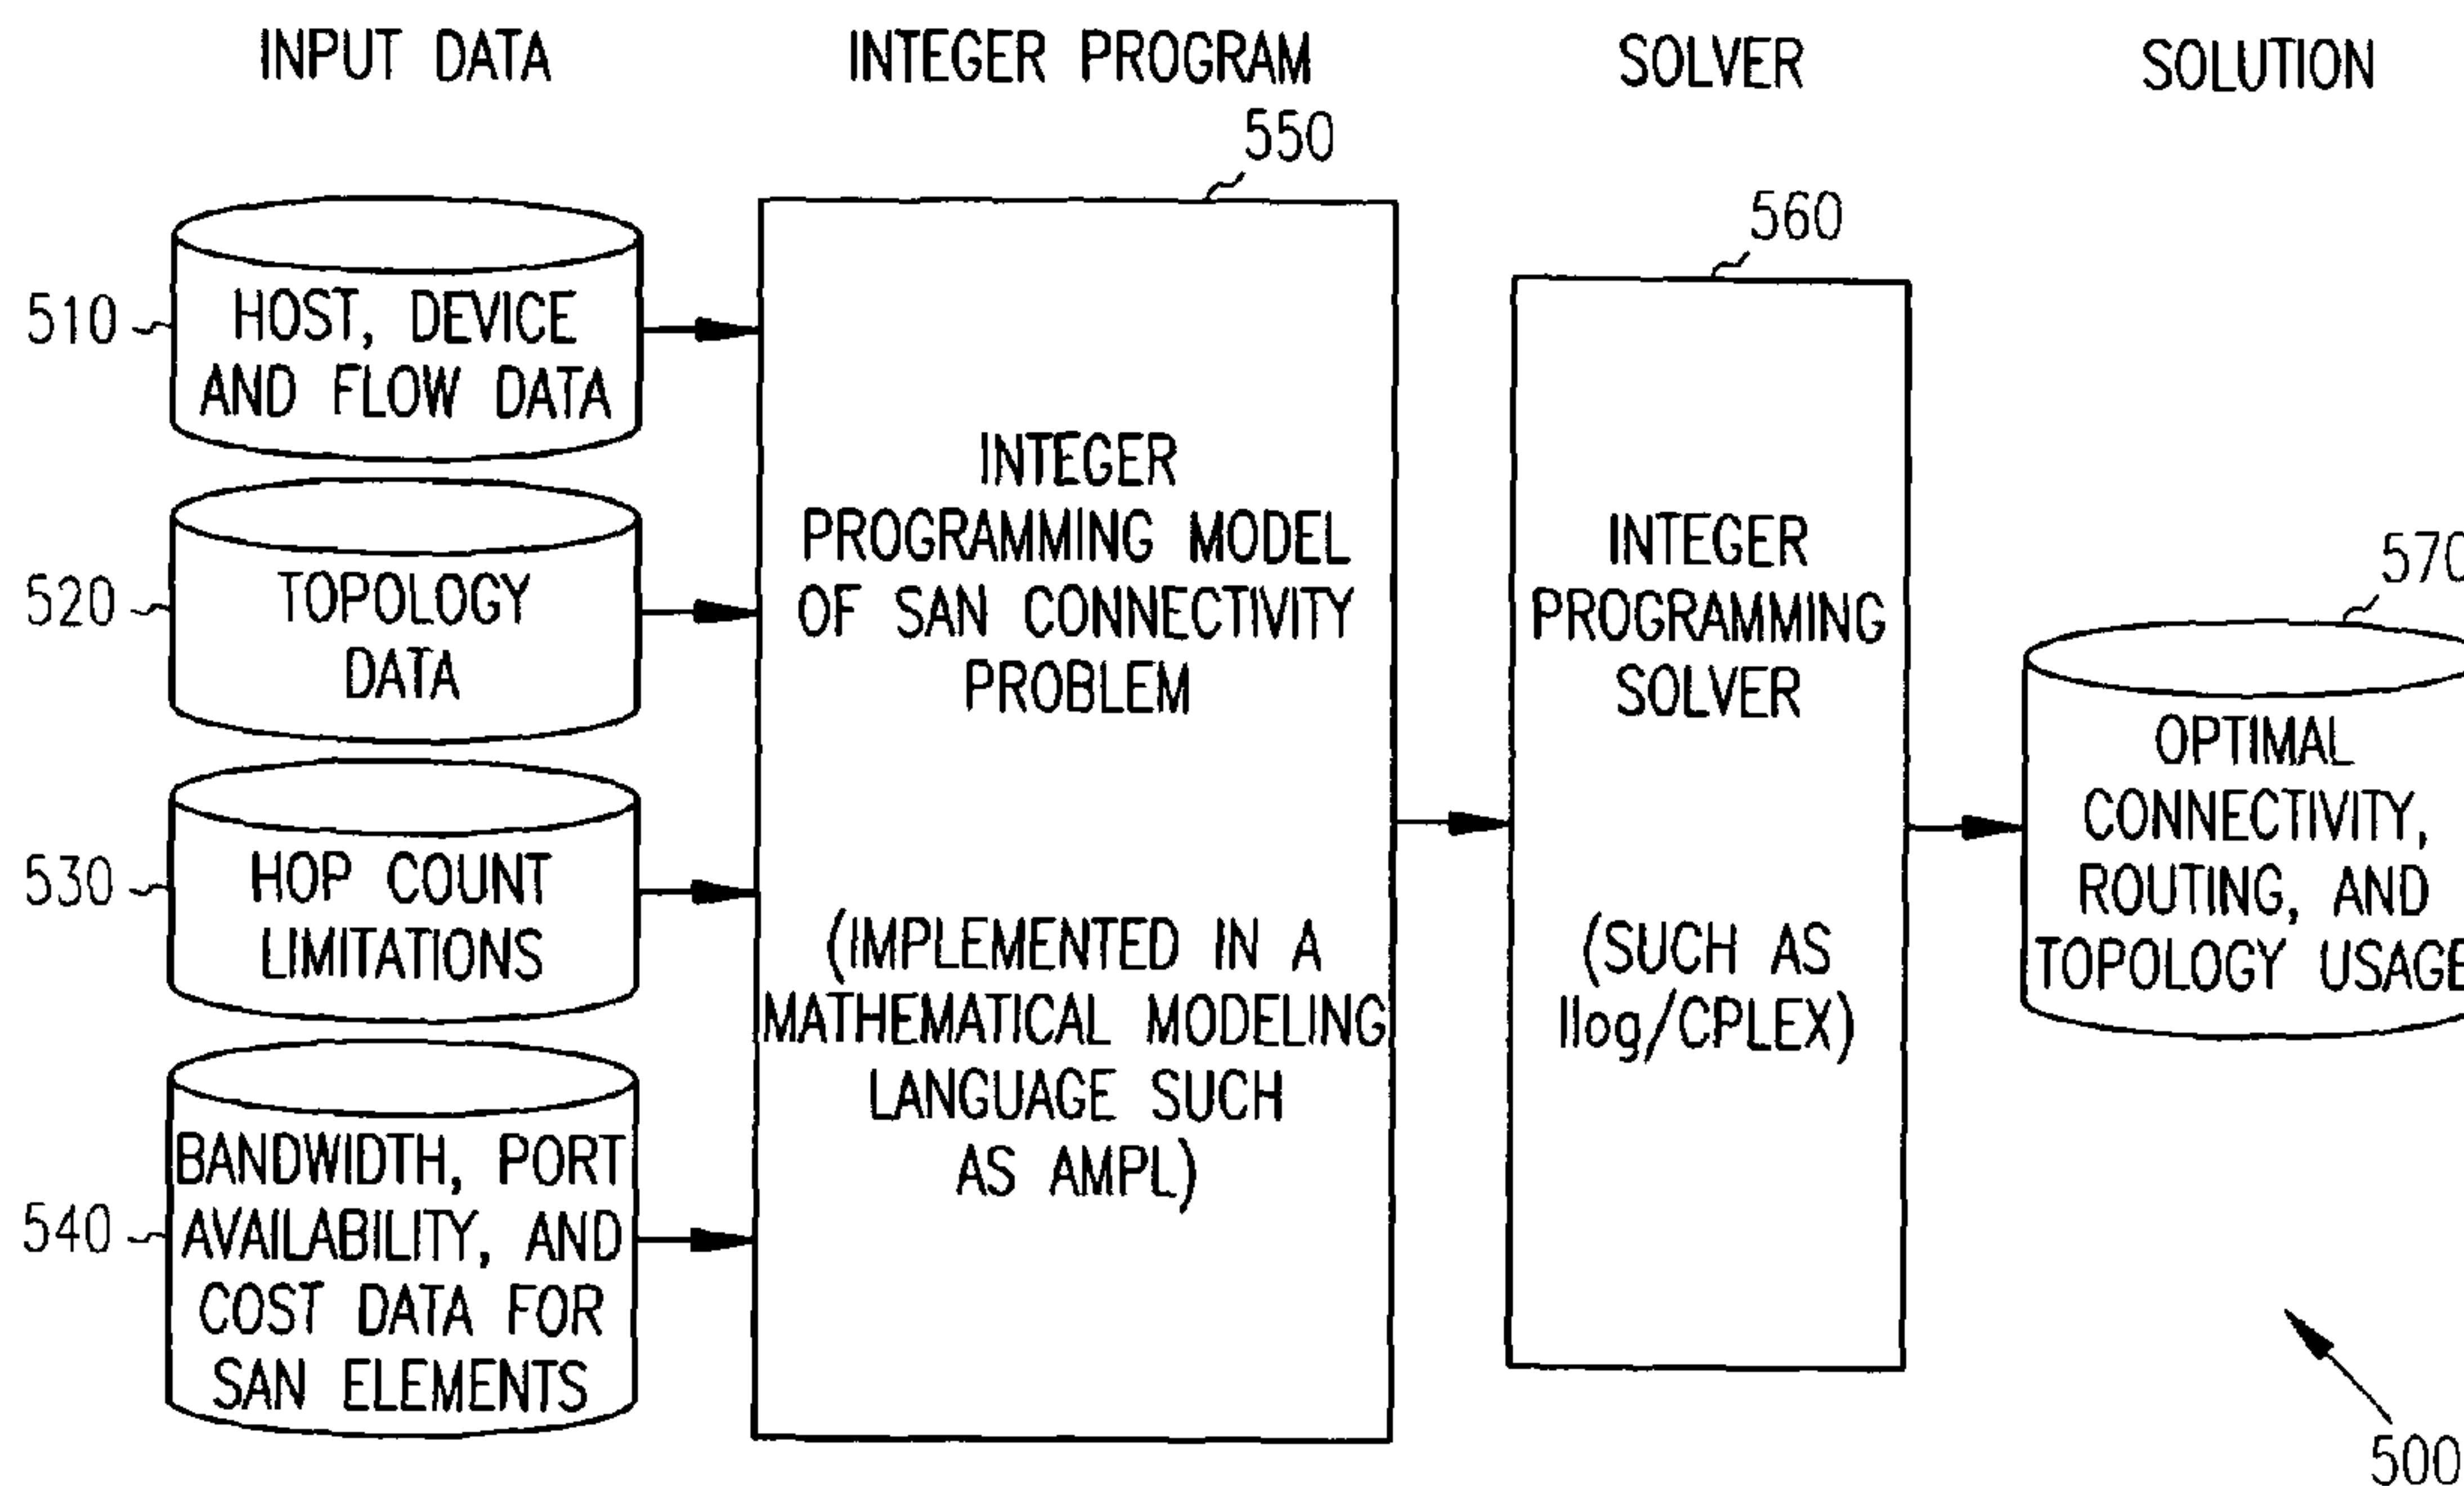 INPUT DATA
INTEGER PROGRAM
SOLVER
SOLUTION
550
560
510
HOST, DEVICE
AND FLOW DATA
520
TOPOLOGY
DATA
530
HOP COUNT
LIMITATIONS
540
BANDWIDTH, PORT
AVAILABILITY, AND
COST DATA FOR
SAN ELEMENTS
INTEGER
PROGRAMMING MODEL
OF SAN CONNECTIVITY
PROBLEM
(IMPLEMENTED IN A
MATHEMATICAL MODELING
LANGUAGE SUCH
AS AMPL)
INTEGER
PROGRAMMING
SOLVER
(SUCH AS
Ilog/CPLEX)
570
OPTIMAL
CONNECTIVITY,
ROUTING, AND
TOPOLOGY USAGE
500